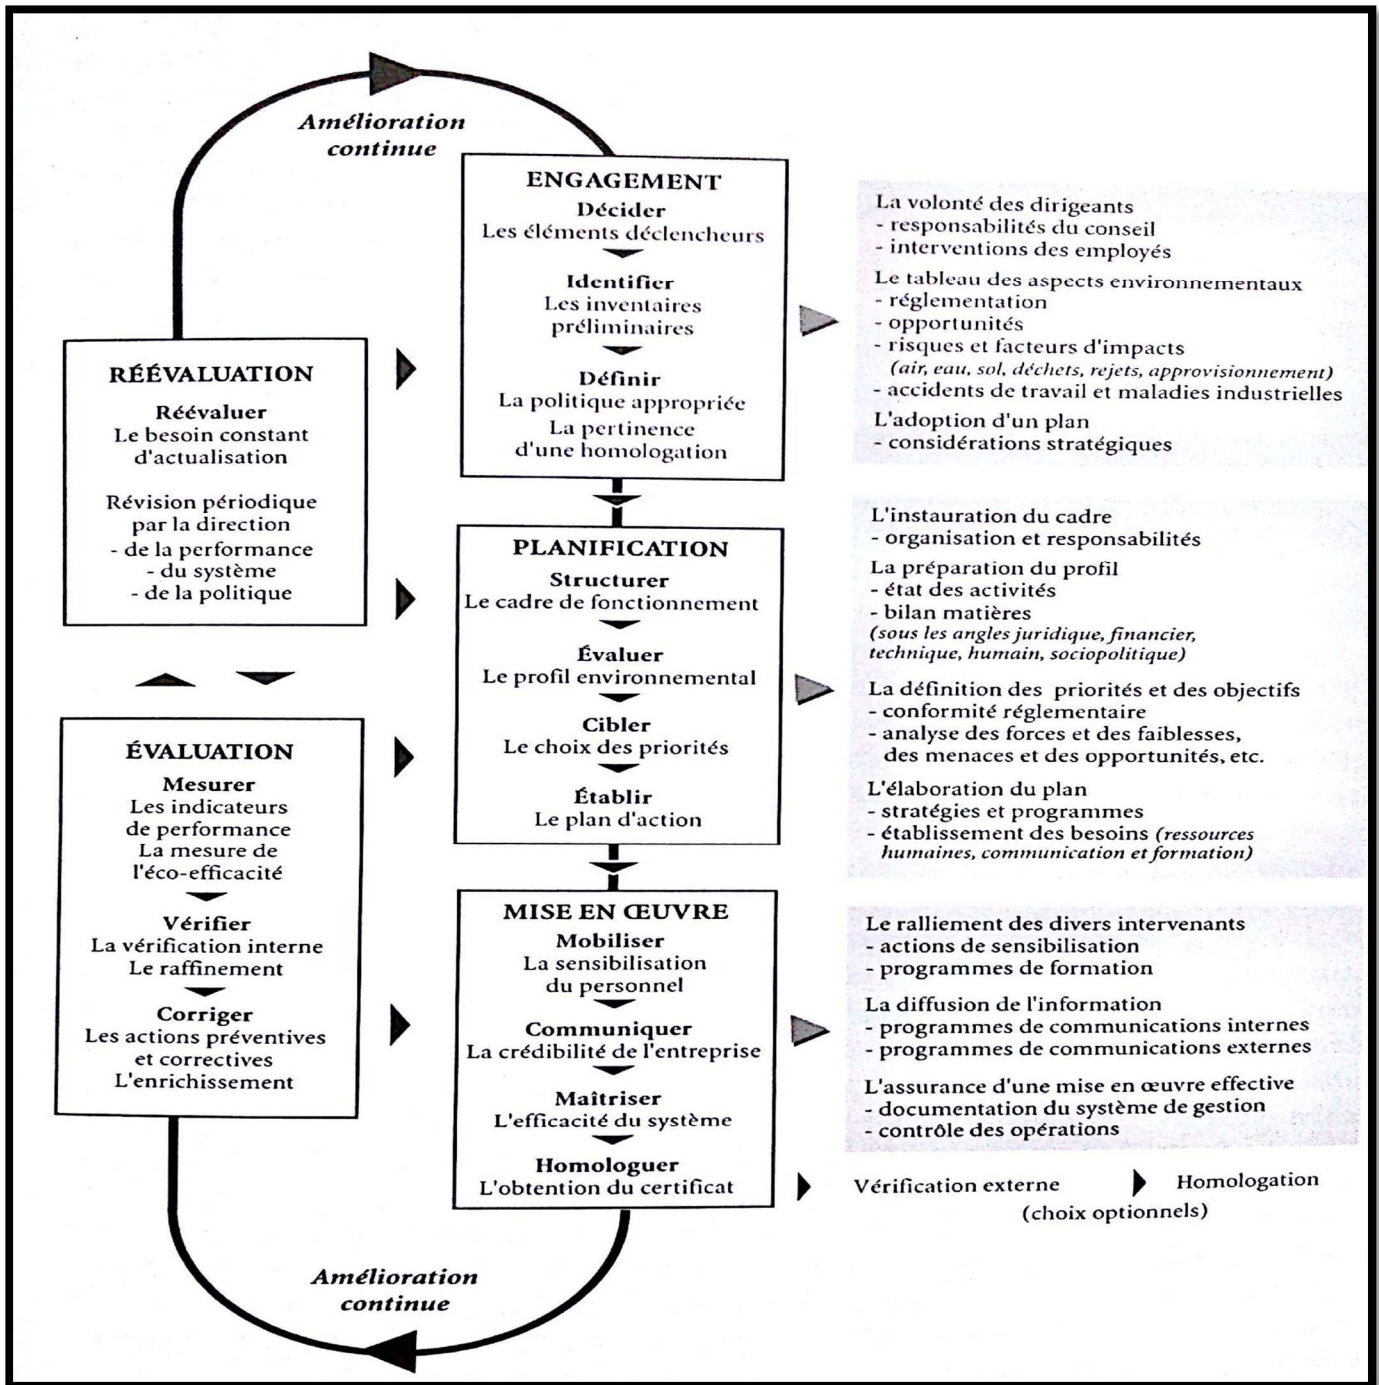 Amélioration
continue
ENGAGEMENT
Décider
Les éléments déclencheurs
Identifier
Les inventaires
préliminaires
Définir
La politique appropriée
La pertinence
d'une homologation
La volonté des dirigeants
- responsabilités du conseil
- interventions des employés
Le tableau des aspects environnementaux
- réglementation
- opportunités
- risques et facteurs d'impacts
(air, eau, sol, déchets, rejets, approvisionnement)
- accidents de travail et maladies industrielles
L'adoption d'un plan
- considérations stratégiques
RÉÉVALUATION
Réévaluer
Le besoin constant
d'actualisation
Révision périodique
par la direction
- de la performance
- du système
- de la politique
PLANIFICATION
Structurer
Le cadre de fonctionnement
Évaluer
Le profil environnemental
Cibler
Le choix des priorités
Établir
Le plan d'action
L'instauration du cadre
- organisation et responsabilités
La préparation du profil
- état des activités
- bilan matières
(sous les angles juridique, financier,
technique, humain, sociopolitique)
La définition des priorités et des objectifs
- conformité réglementaire
- analyse des forces et des faiblesses,
des menaces et des opportunités, etc.
L'élaboration du plan
- stratégies et programmes
- établissement des besoins (ressources
humaines, communication et formation)
ÉVALUATION
Mesurer
Les indicateurs
de performance
La mesure de
l'éco-efficacité
Vérifier
La vérification interne
Le raffinement
Corriger
Les actions préventives
et correctives
L'enrichissement
MISE EN ŒUVRE
Mobiliser
La sensibilisation
du personnel
Communiquer
La crédibilité de l'entreprise
Maîtriser
L'efficacité du système
Homologuer
L'obtention du certificat
Le ralliement des divers intervenants
- actions de sensibilisation
- programmes de formation
La diffusion de l'information
- programmes de communications internes
- programmes de communications externes
L'assurance d'une mise en œuvre effective
- documentation du système de gestion
- contrôle des opérations
Vérification externe
Homologation
(choix optionnels)
Amélioration
continue